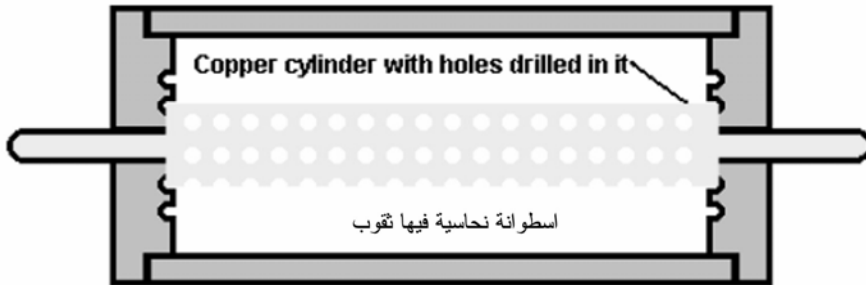 Copper cylinder with holes drilled in it
اسطوانة نحاسية فيها ثقوب